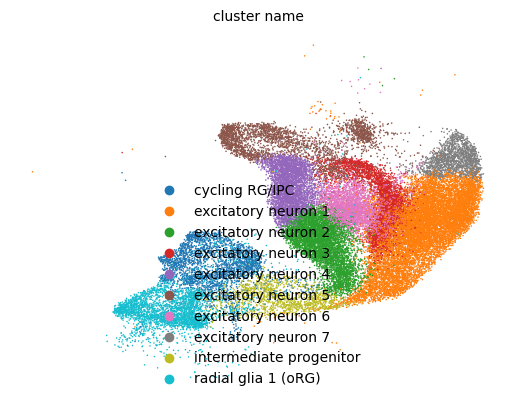 cluster name
cycling RG/IPC
excitatory neuron 1
excitatory neuron 2
excitatory neuron 3
excitatory neuron 4
excitatory neuron 5
excitatory neuron 6
excitatory neuron 7
intermediate progenitor
radial glia 1 (oRG)